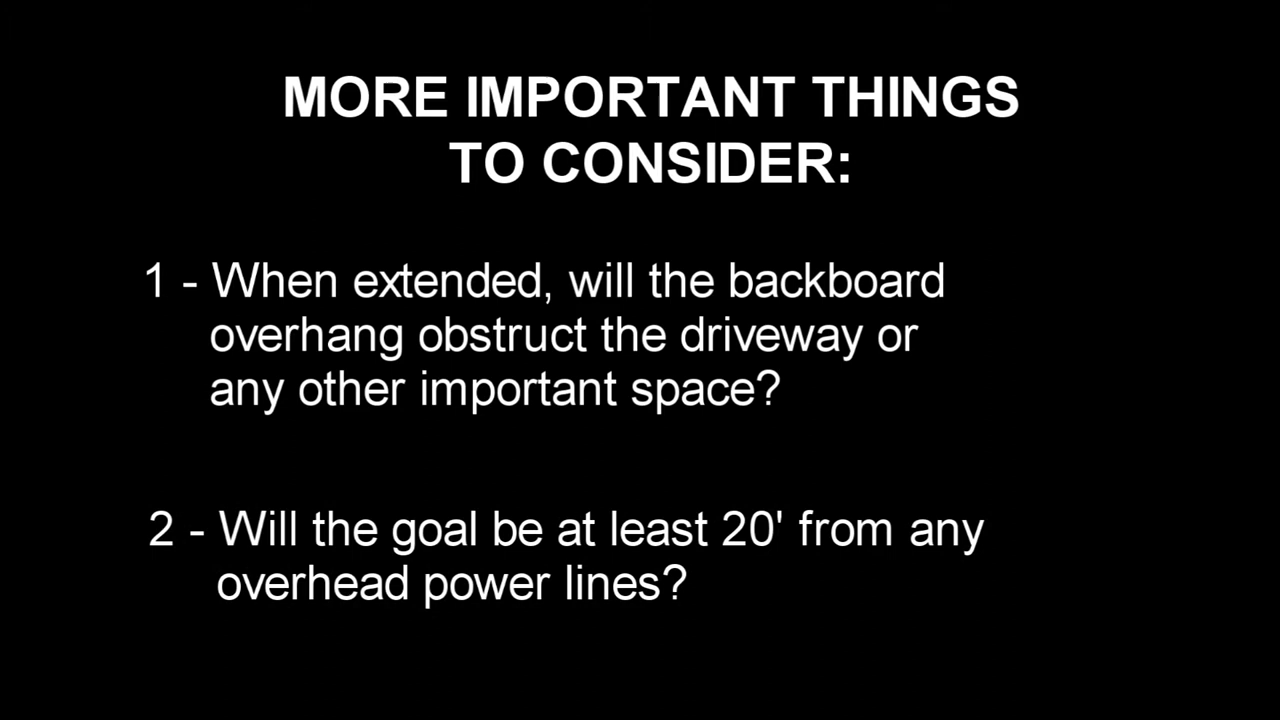 MORE IMPORTANT THINGS
TO CONSIDER:
1 - When extended, will the backboard
overhang obstruct the driveway or
any other important space?
2 - Will the goal be at least 20' from any
overhead power lines?